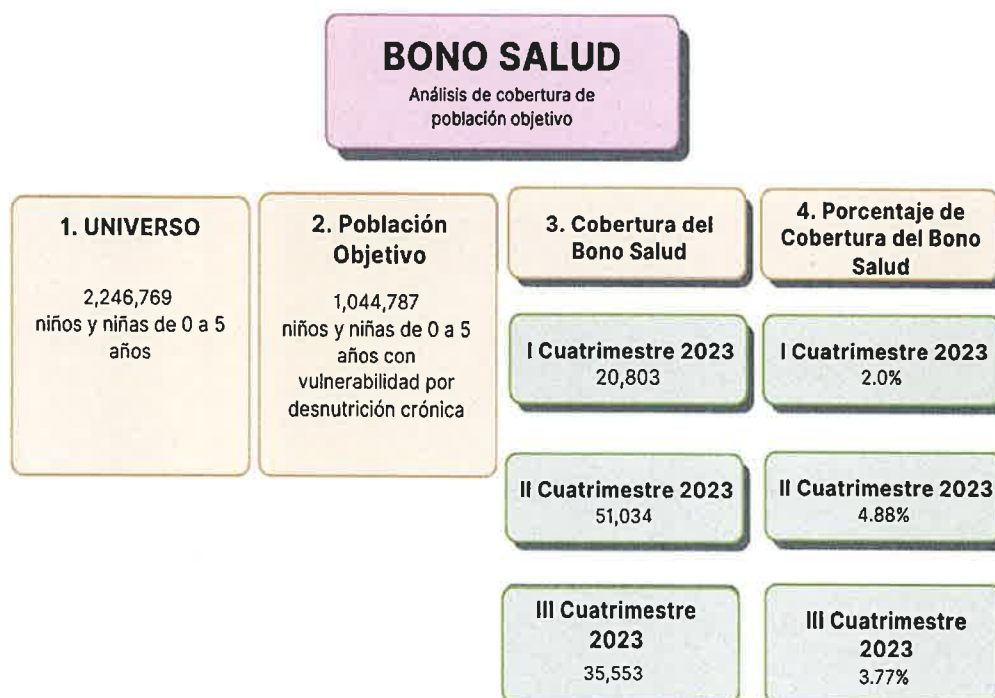 BONO SALUD
Análisis de cobertura de
población objetivo
1. UNIVERSO
2,246,769
niños y niñas de 0 a 5
años
2. Población
Objetivo
1,044,787
niños y niñas de 0 a 5
años con
vulnerabilidad por
desnutrición crónica
3. Cobertura del
Bono Salud
I Cuatrimestre 2023
20,803
II Cuatrimestre 2023
51,034
III Cuatrimestre
2023
35,553
4. Porcentaje de
Cobertura del Bono
Salud
I Cuatrimestre 2023
2.0%
II Cuatrimestre 2023
4.88%
III Cuatrimestre
2023
3.77%